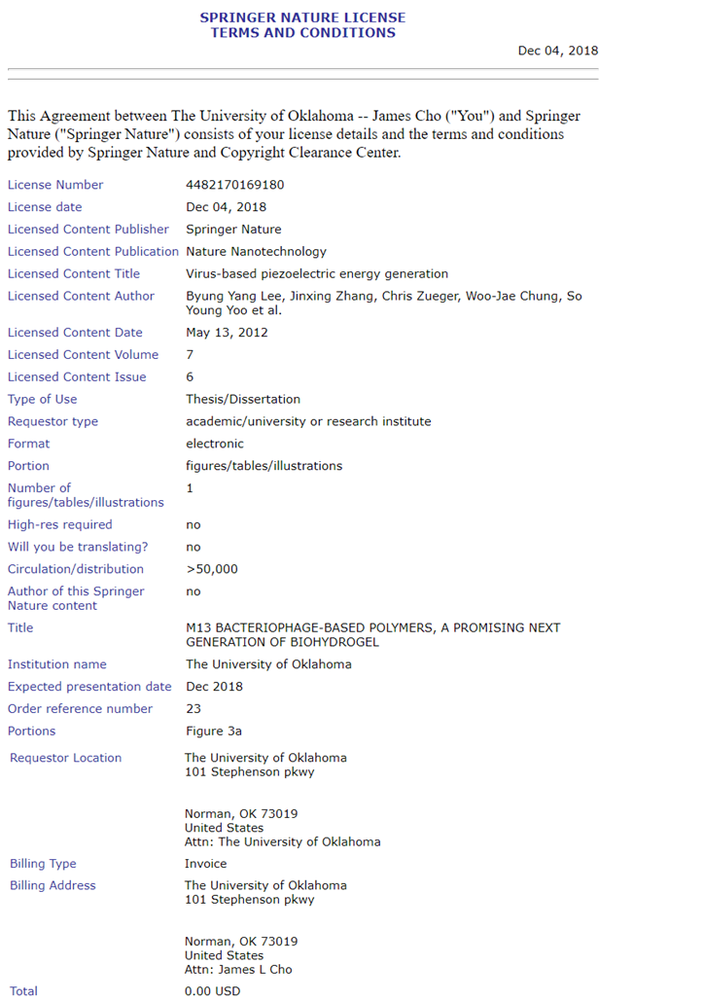 SPRINGER NATURE LICENSE
TERMS AND CONDITIONS
Dec 04, 2018
This Agreement between The University of Oklahoma -- James Cho ("You") and Springer
Nature ("Springer Nature") consists of your license details and the terms and conditions
provided by Springer Nature and Copyright Clearance Center.
License Number 4482170169180
License date Dec 04, 2018
Licensed Content Publisher Springer Nature
Licensed Content Publication Nature Nanotechnology
Licensed Content Title Virus-based piezoelectric energy generation
Licensed Content Author Byung Yang Lee, Jinxing Zhang, Chris Zueger, Woo-Jae Chung, So
Young Yoo et al.
Licensed Content Date May 13, 2012
Licensed Content Volume 7
Licensed Content Issue 6
Type of Use Thesis/Dissertation
Requestor type academic/university or research institute
Format electronic
Portion figures/tables/illustrations
Number of 1
figures/tables/illustrations
High-res required no
Will you be translating? no
Circulation/distribution >50,000
Author of this Springer no
Nature content
Title M13 BACTERIOPHAGE-BASED POLYMERS, A PROMISING NEXT
GENERATION OF BIOHYDROGEL
Institution name The University of Oklahoma
Expected presentation date Dec 2018
Order reference number 23
Portions Figure 3a
Requestor Location The University of Oklahoma
101 Stephenson pkwy
Norman, OK 73019
United States
Attn: The University of Oklahoma
Billing Type Invoice
Billing Address The University of Oklahoma
101 Stephenson pkwy
Norman, OK 73019
United States
Attn: James L Cho
Total 0.00 USD